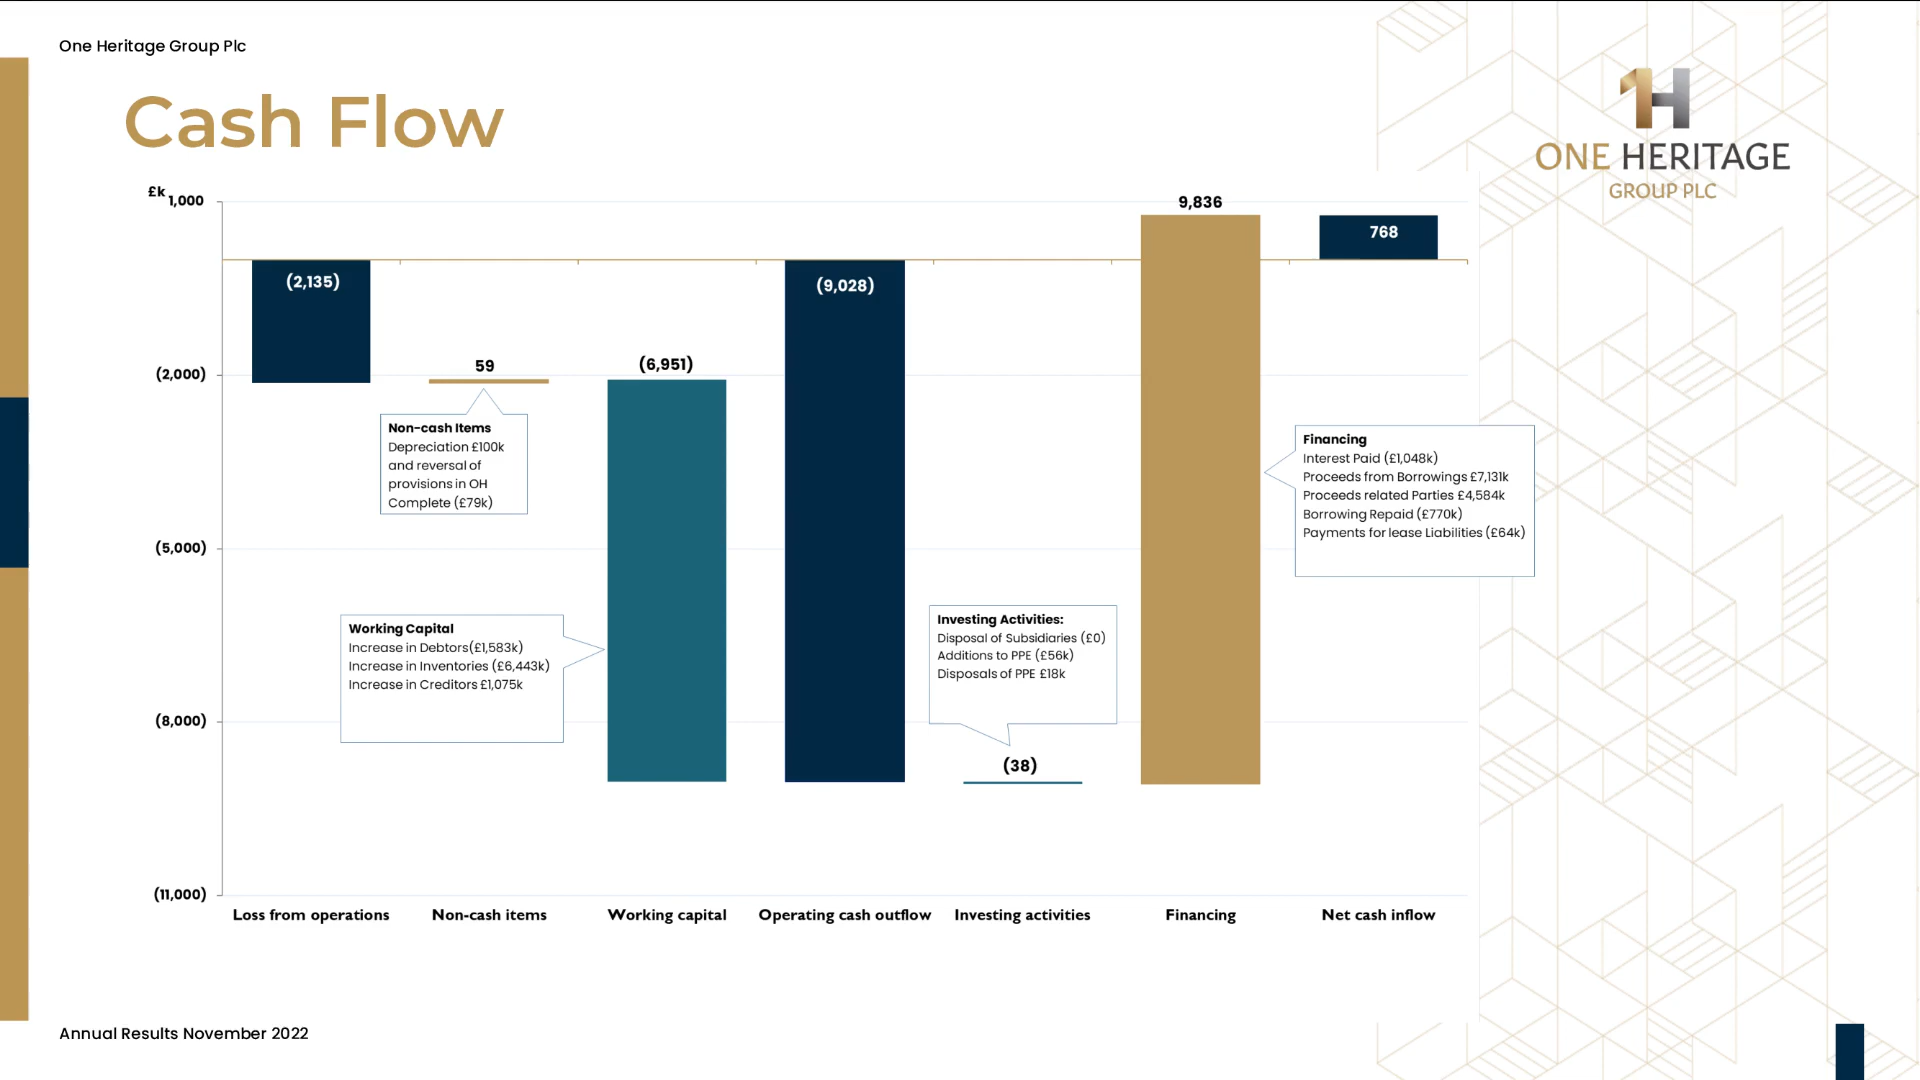 One Heritage Group Plc
Cash Flow
1H
ONE HERITAGE
GROUP PLC
£k
1,000
(2,000)
(5,000)
(8,000)
(11,000)
(2,135)
59
(6,951)
(9,028)
(38)
9,836
768
Non-cash Items
Depreciation £100k
and reversal of
provisions in OH
Complete (£79k)
Working Capital
Increase in Debtors(£1,583k)
Increase in Inventories (£6,443k)
Increase in Creditors £1,075k
Investing Activities:
Disposal of Subsidiaries (£0)
Additions to PPE (£56k)
Disposals of PPE £18k
Financing
Interest Paid (£1,048k)
Proceeds from Borrowings £7,131k
Proceeds related Parties £4,584k
Borrowing Repaid (£770k)
Payments for lease Liabilities (£64k)
Loss from operations
Non-cash items
Working capital
Operating cash outflow
Investing activities
Financing
Net cash inflow
Annual Results November 2022